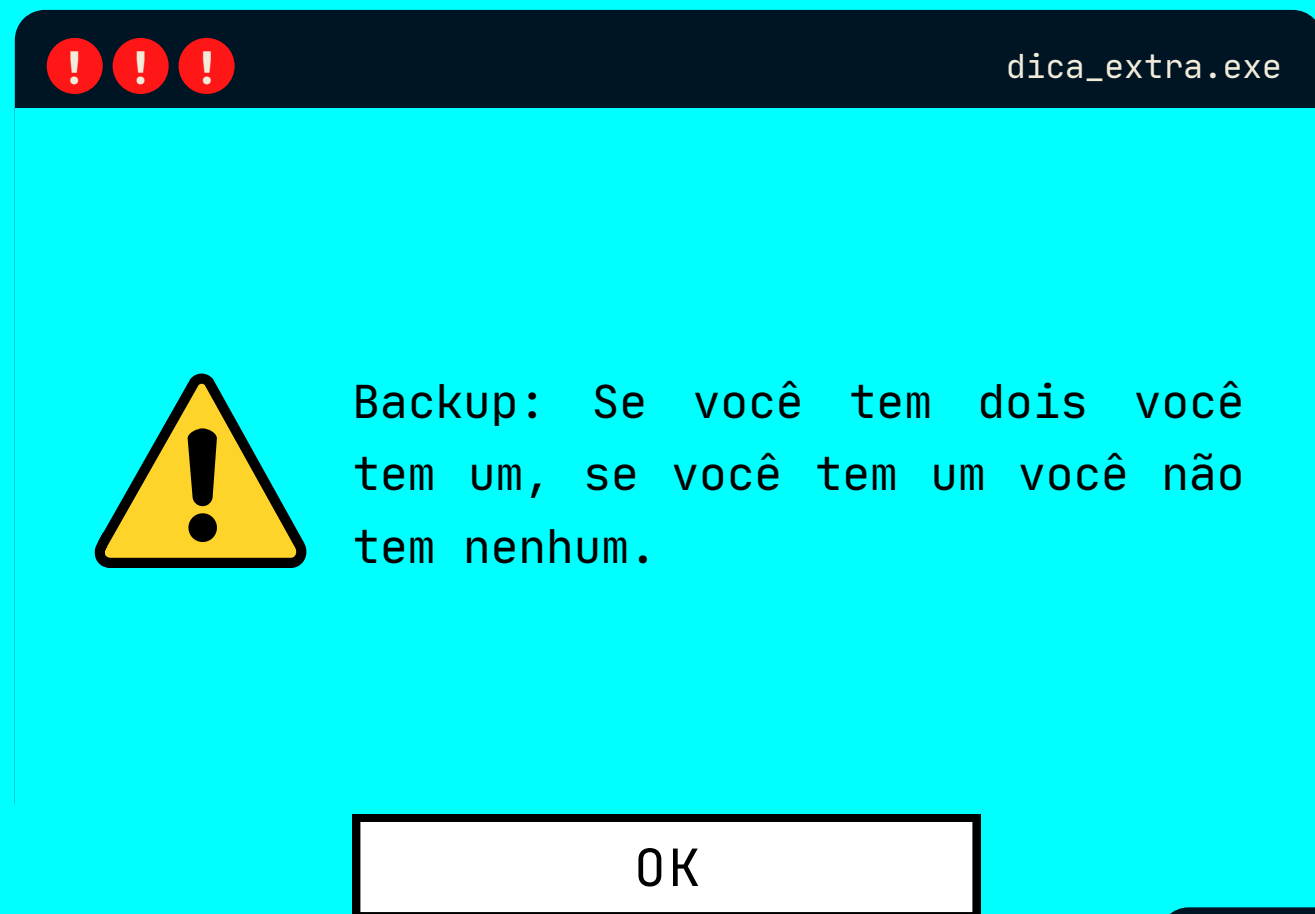 dica_extra.exe
Backup: Se você tem dois você
tem um, se você tem um você não
tem nenhum.
OK